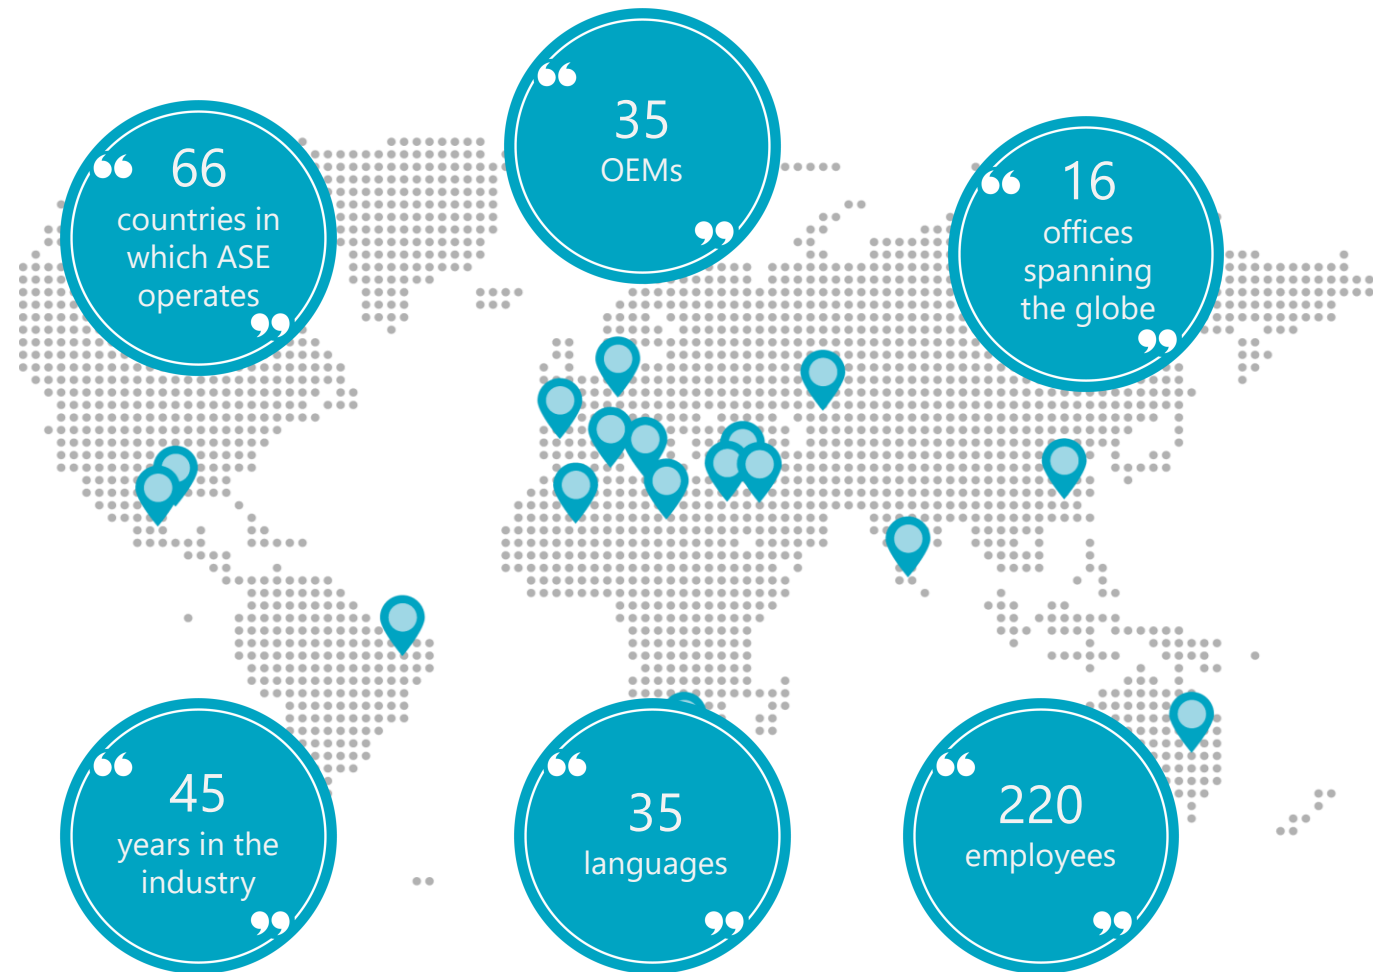 “
35
OEMs
”
“
66
countries in
which ASE
operates
”
“
16
offices
spanning
the globe
”
“
45
years in the
industry
”
“
35
languages
”
“
220
employees
”